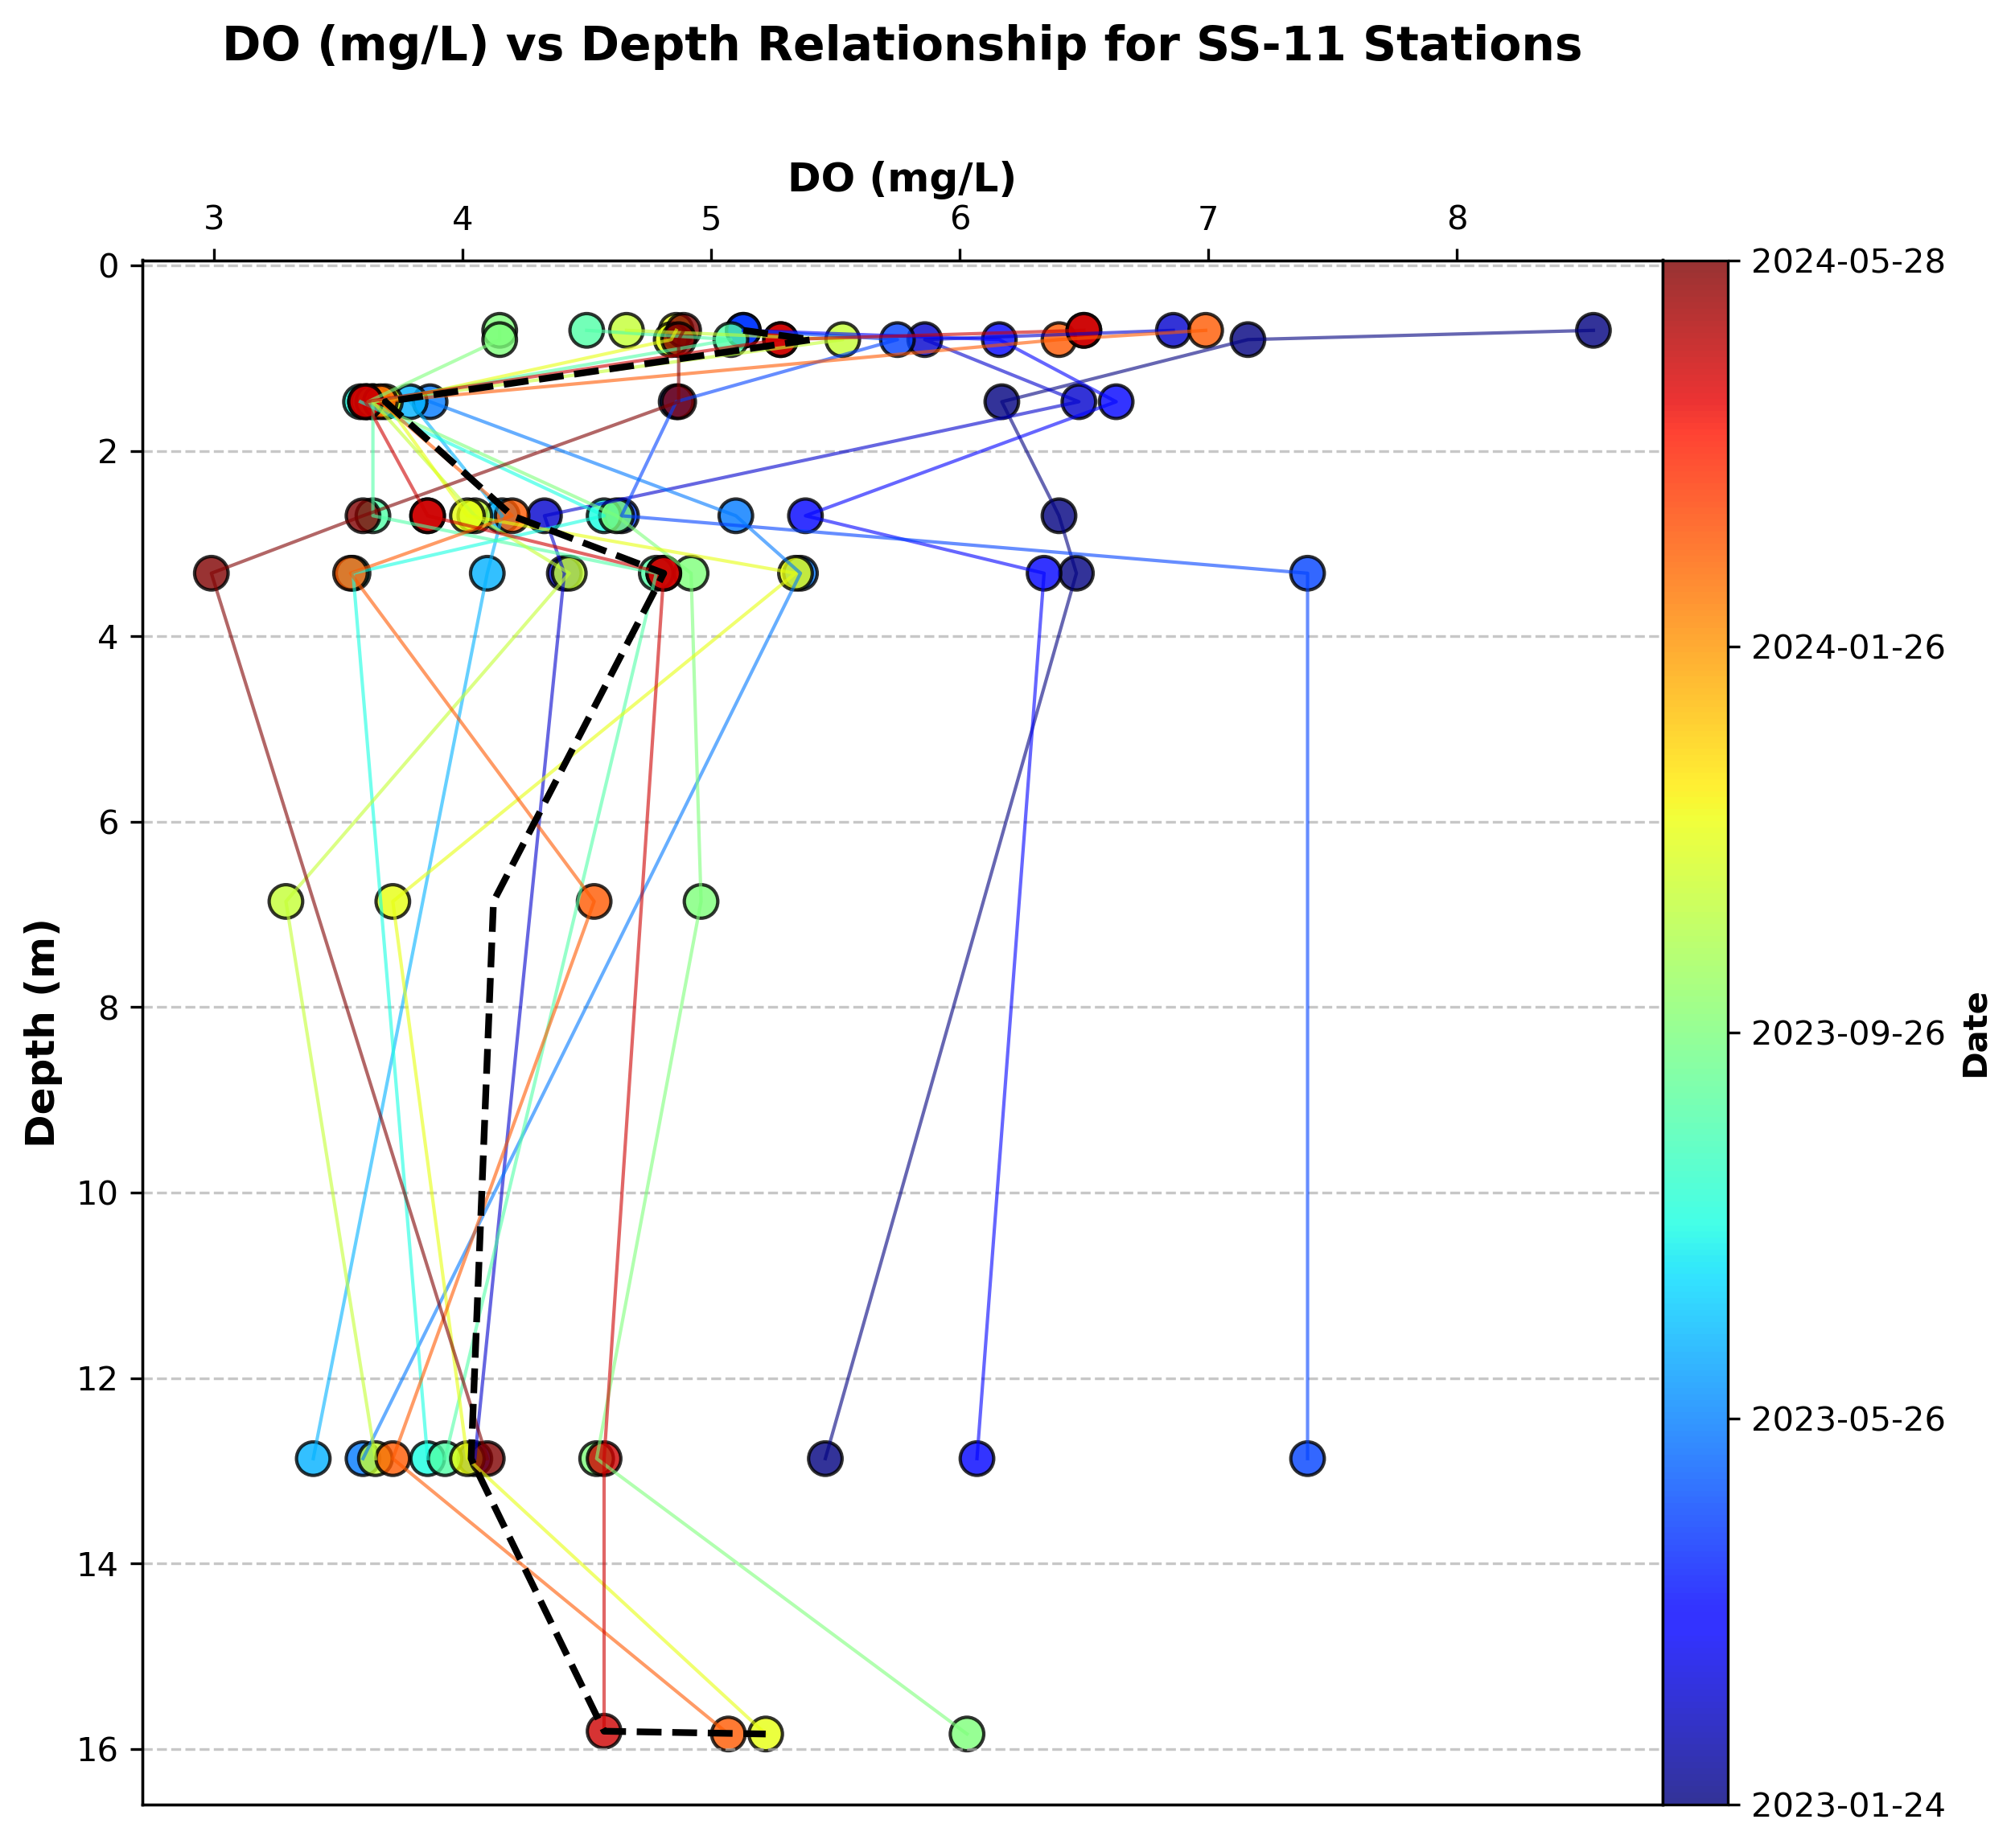 DO (mg/L) vs Depth Relationship for SS-11 Stations
DO (mg/L)
3 4 5 6 7 8
0
2
4
6
8
10
12
14
16
Depth (m)
2024-05-28
2024-01-26
2023-09-26
2023-05-26
2023-01-24
Date